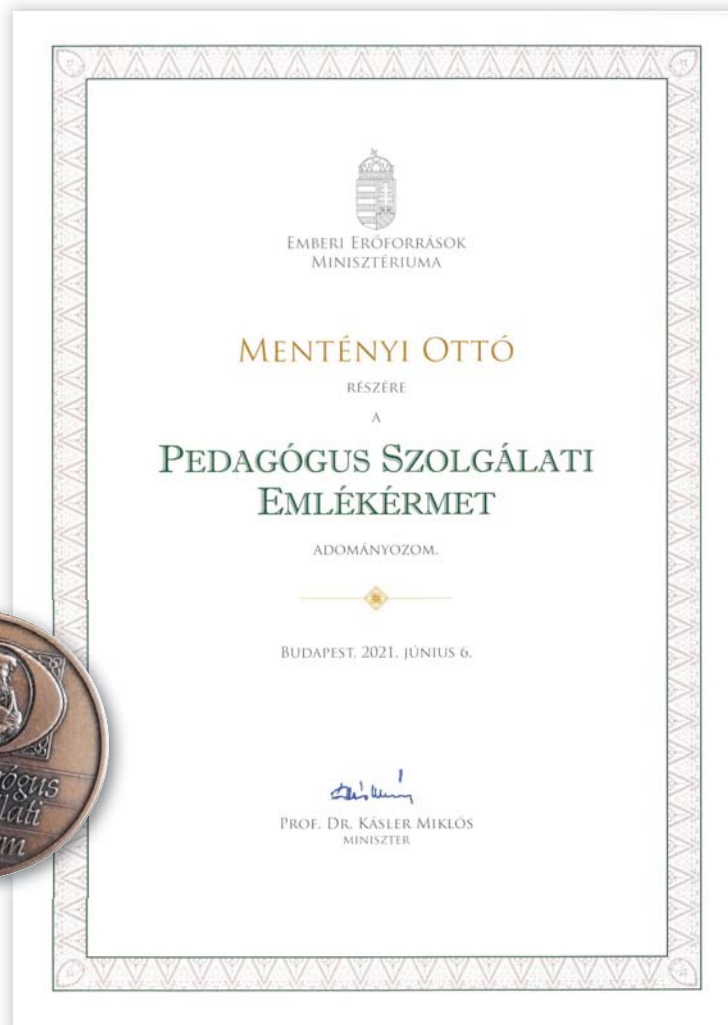 EMBERI ERŐFORRÁSOK
MINISZTÉRIUMA
MENTÉNYI OTTÓ
RÉSZÉRE
A
PEDAGÓGUS SZOLGÁLATI
EMLÉKÉRMET
ADOMÁNYOZOM.
BUDAPEST, 2021. JÚNIUS 6.
PROF. DR. KÁSLER MIKLÓS
MINISZTER